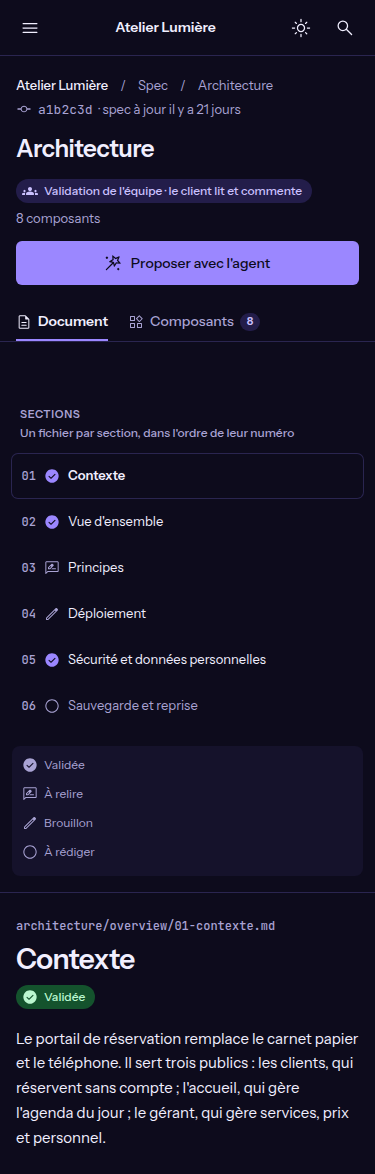 Atelier Lumière
Atelier Lumière / Spec / Architecture
a1b2c3d · spec à jour il y a 21 jours
Architecture
Validation de l'équipe · le client lit et commente
8 composants
Proposer avec l'agent
Document
Composants 8
SECTIONS
Un fichier par section, dans l'ordre de leur numéro
01 Contexte
02 Vue d'ensemble
03 Principes
04 Déploiement
05 Sécurité et données personnelles
06 Sauvegarde et reprise
Validée
À relire
Brouillon
À rédiger
architecture/overview/01-contexte.md
Contexte
Validée
Le portail de réservation remplace le carnet papier
et le téléphone. Il sert trois publics : les clients, qui
réservent sans compte ; l'accueil, qui gère
l'agenda du jour ; le gérant, qui gère services, prix
et personnel.